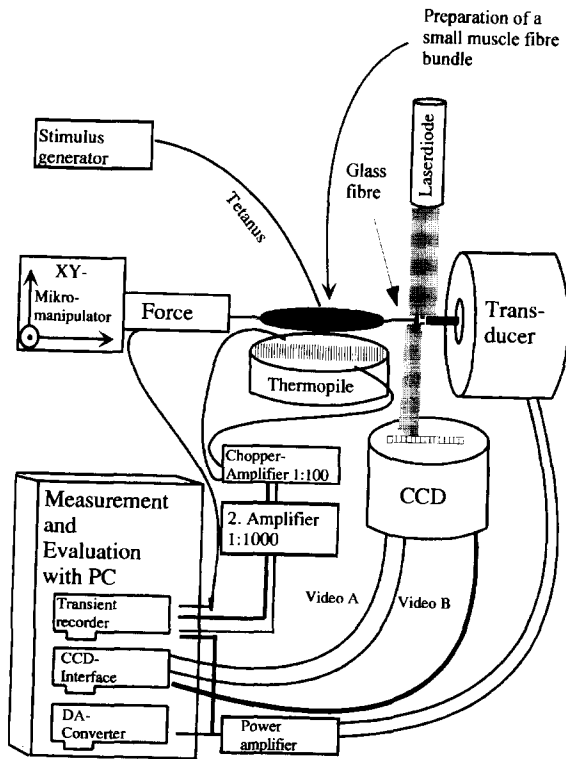 Preparation of a
small muscle fibre
bundle
Stimulus
generator
Tetanus
Glass
fibre
Laserdiode
XY-
Mikro-
manipulator
Force
Trans-
ducer
Thermopile
Chopper-
Amplifier 1:100
2. Amplifier
1:1000
CCD
Measurement
and
Evaluation
with PC
Video A
Video B
Transient
recorder
CCD-
Interface
DA-
Converter
Power
amplifier